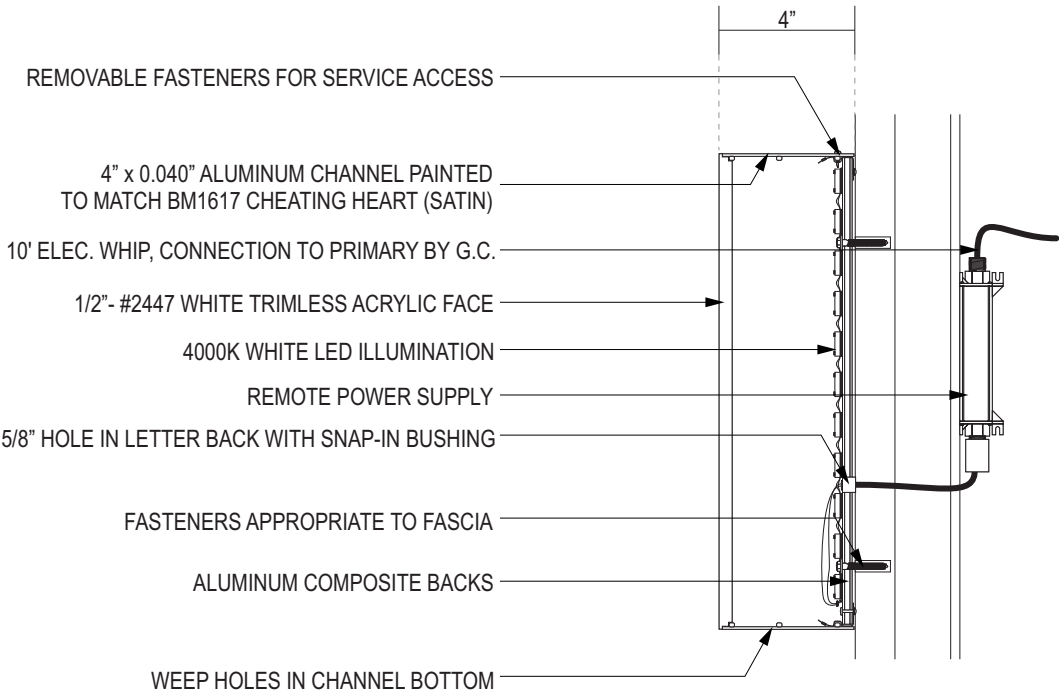 4”
REMOVABLE FASTENERS FOR SERVICE ACCESS
4” x 0.040” ALUMINUM CHANNEL PAINTED
TO MATCH BM1617 CHEATING HEART (SATIN)
10' ELEC. WHIP, CONNECTION TO PRIMARY BY G.C.
1/2”- #2447 WHITE TRIMLESS ACRYLIC FACE
4000K WHITE LED ILLUMINATION
REMOTE POWER SUPPLY
5/8” HOLE IN LETTER BACK WITH SNAP-IN BUSHING
FASTENERS APPROPRIATE TO FASCIA
ALUMINUM COMPOSITE BACKS
WEEP HOLES IN CHANNEL BOTTOM